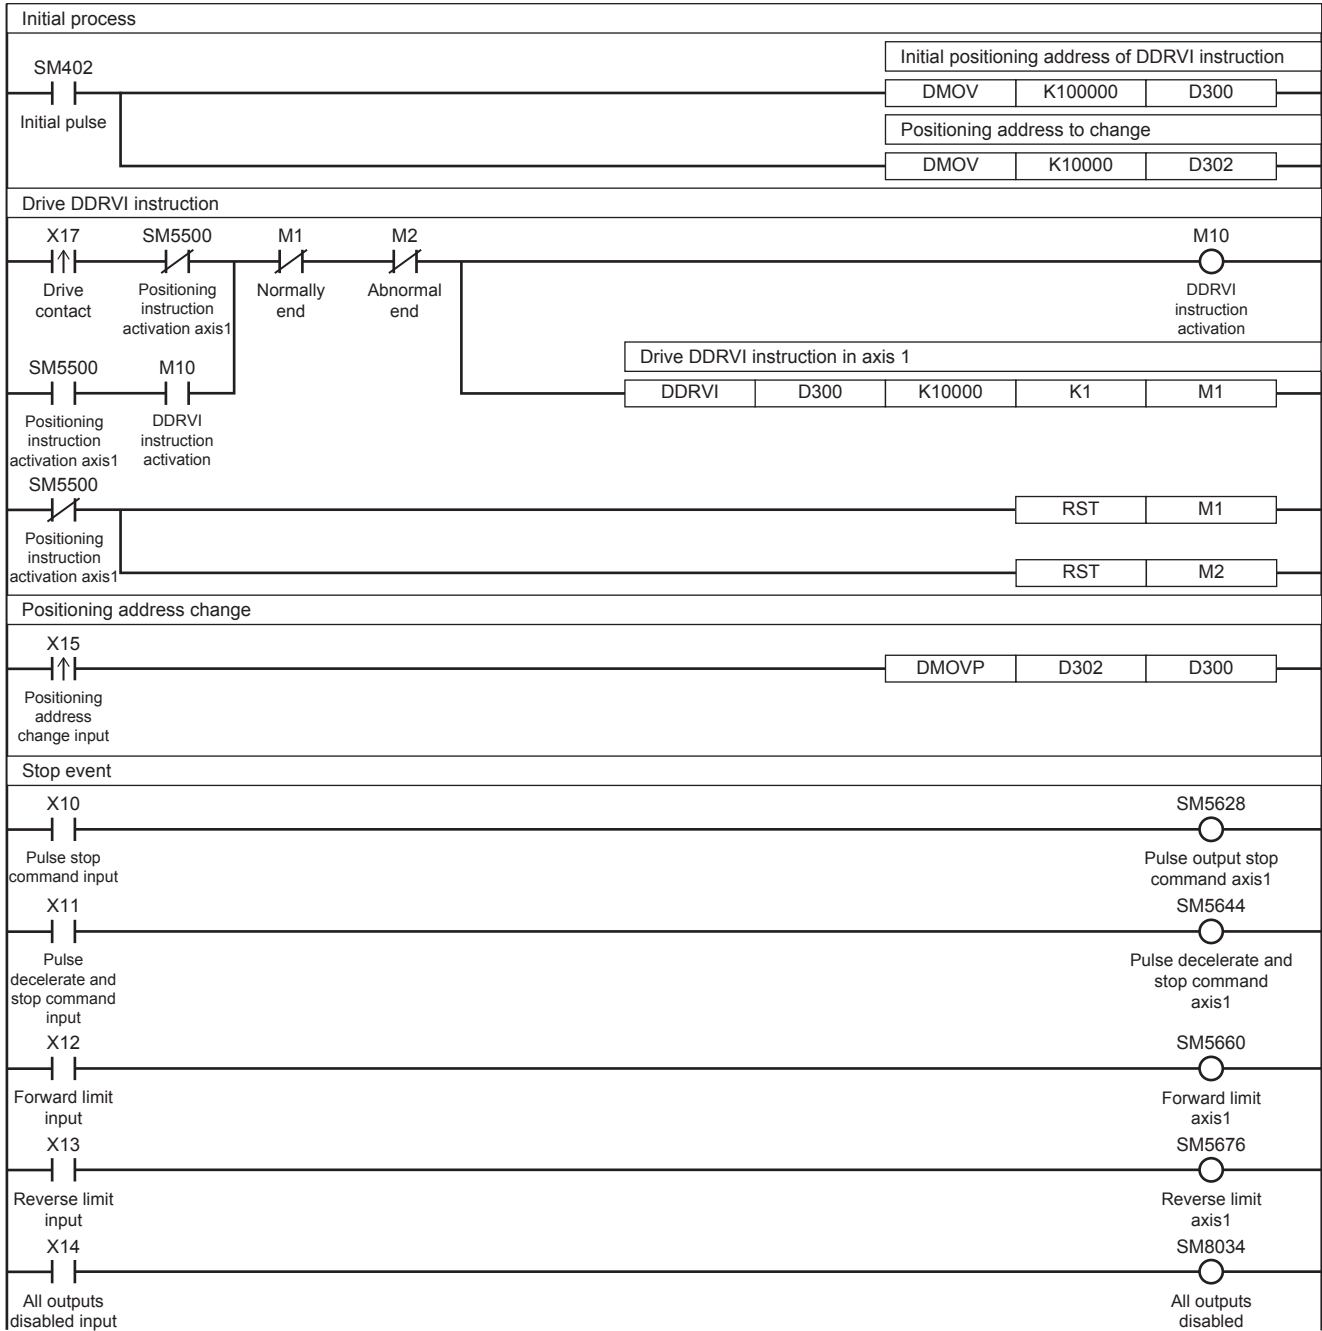 Initial process
SM402
Initial pulse
Initial positioning address of DDRVI instruction
DMOV K100000 D300
Positioning address to change
DMOV K10000 D302
Drive DDRVI instruction
X17 SM5500 M1 M2 M10
Drive
contact
Positioning
instruction
activation axis1
Normally
end
Abnormal
end
DDRVI
instruction
activation
SM5500 M10
Positioning
instruction
activation axis1
DDRVI
instruction
activation
Drive DDRVI instruction in axis 1
DDRVI D300 K10000 K1 M1
SM5500
Positioning
instruction
activation axis1
RST M1
RST M2
Positioning address change
X15
Positioning
address
change input
DMOVP D302 D300
Stop event
X10 SM5628
Pulse stop
command input
Pulse output stop
command axis1
X11 SM5644
Pulse
decelerate and
stop command
input
Pulse decelerate and
stop command
axis1
X12 SM5660
Forward limit
input
Forward limit
axis1
X13 SM5676
Reverse limit
input
Reverse limit
axis1
X14 SM8034
All outputs
disabled input
All outputs
disabled